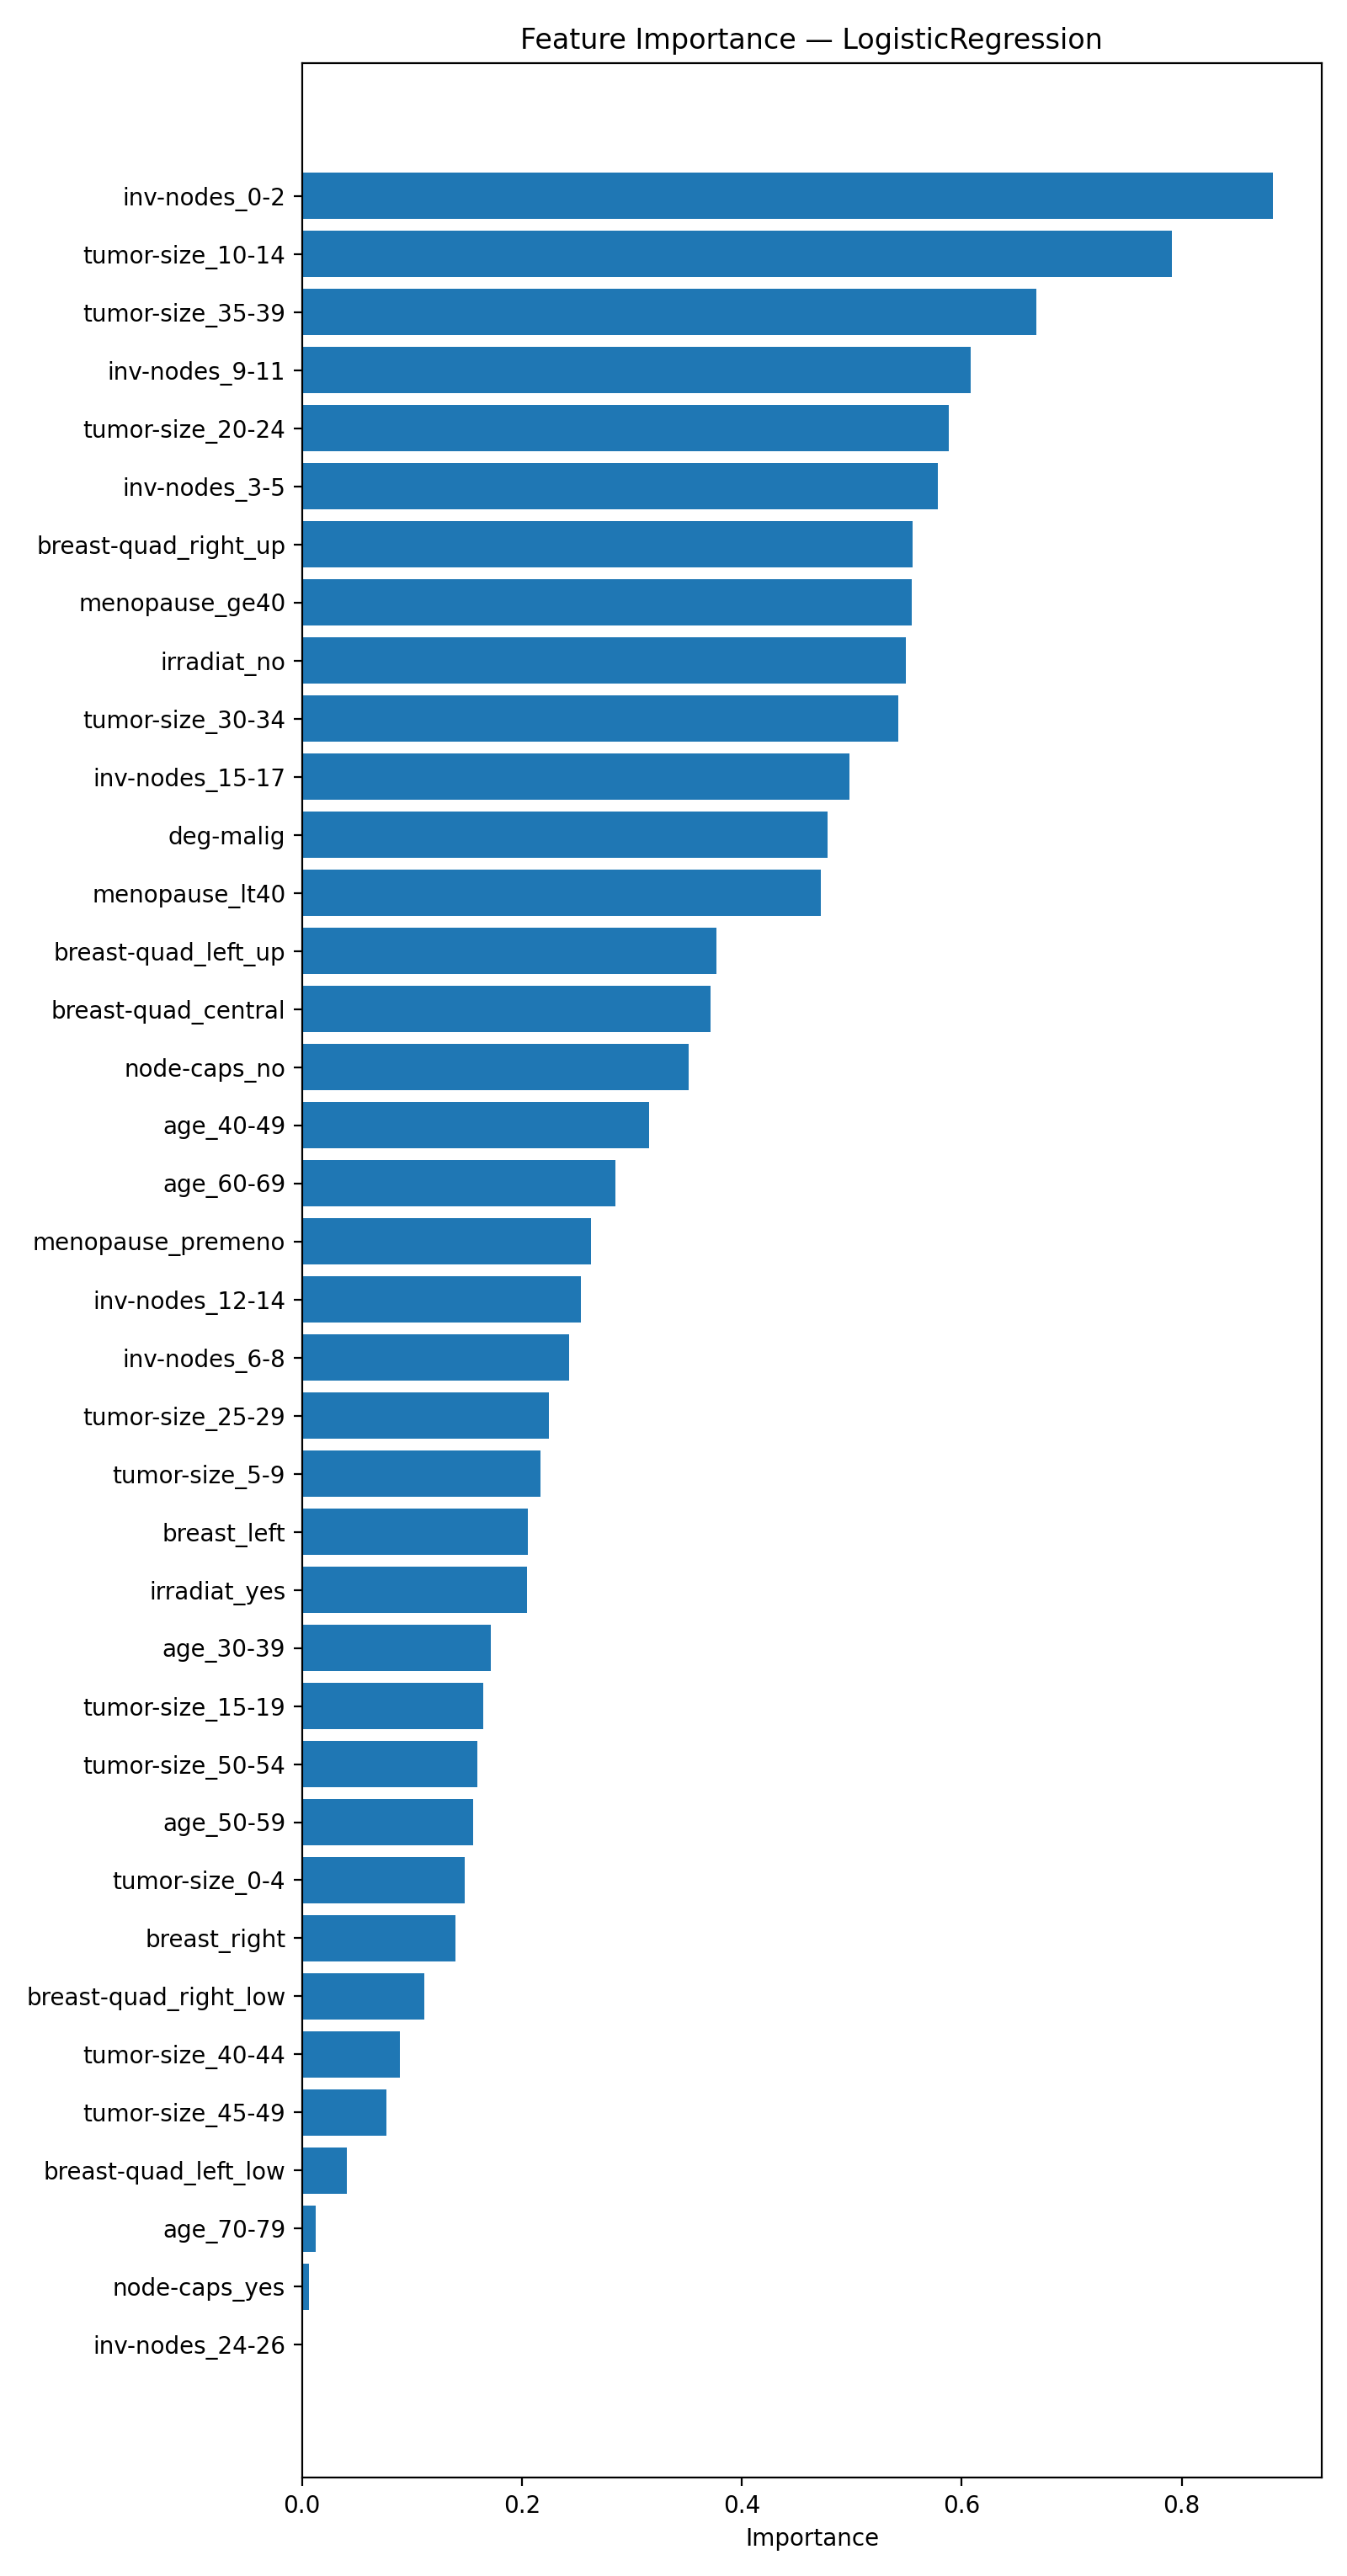 Feature Importance — LogisticRegression
inv-nodes_0-2
tumor-size_10-14
tumor-size_35-39
inv-nodes_9-11
tumor-size_20-24
inv-nodes_3-5
breast-quad_right_up
menopause_ge40
irradiat_no
tumor-size_30-34
inv-nodes_15-17
deg-malig
menopause_lt40
breast-quad_left_up
breast-quad_central
node-caps_no
age_40-49
age_60-69
menopause_premeno
inv-nodes_12-14
inv-nodes_6-8
tumor-size_25-29
tumor-size_5-9
breast_left
irradiat_yes
age_30-39
tumor-size_15-19
tumor-size_50-54
age_50-59
tumor-size_0-4
breast_right
breast-quad_right_low
tumor-size_40-44
tumor-size_45-49
breast-quad_left_low
age_70-79
node-caps_yes
inv-nodes_24-26
0.0 0.2 0.4 0.6 0.8
Importance